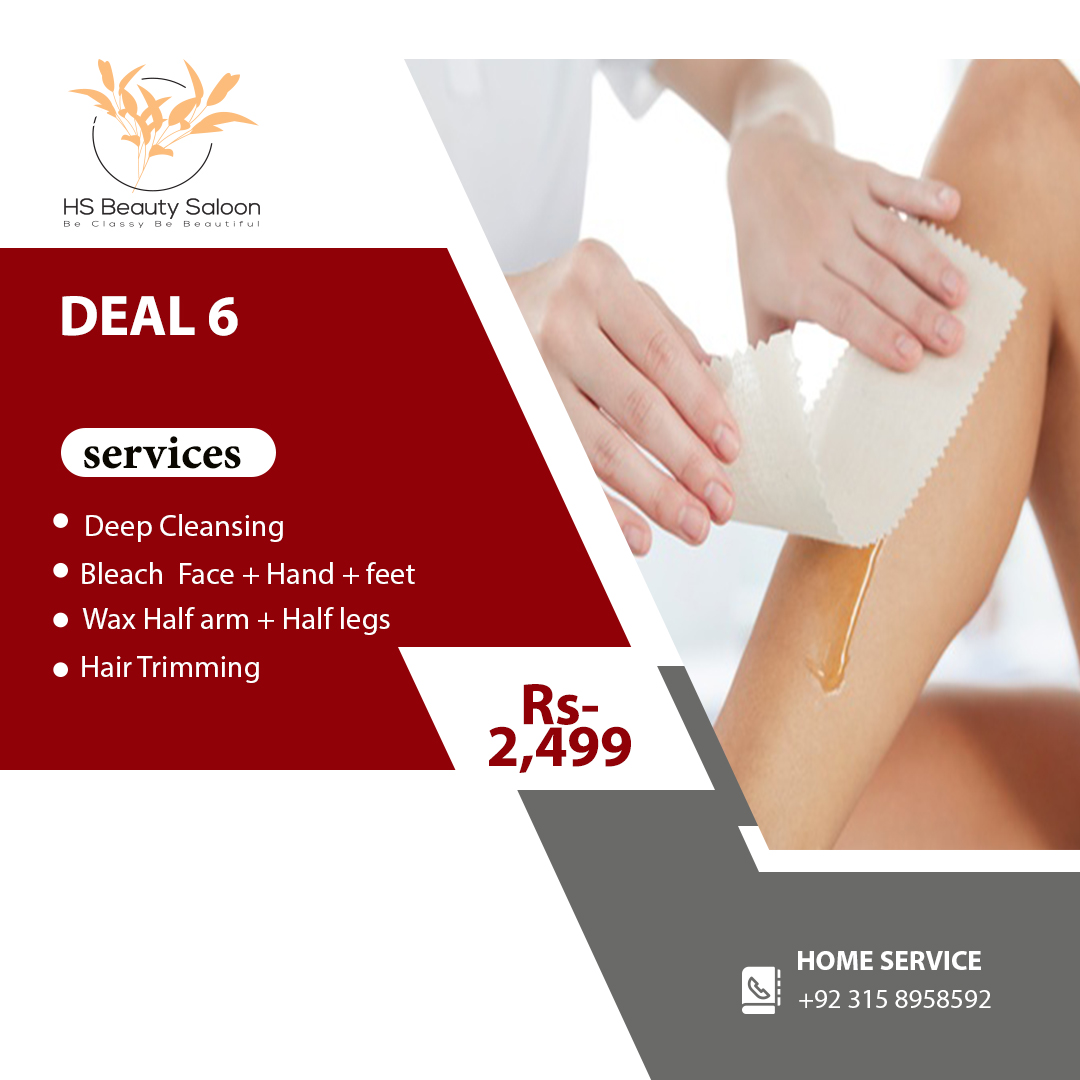 HS Beauty Saloon
Be Classy Be Beautiful
DEAL 6
services
Deep Cleansing
Bleach Face + Hand + feet
Wax Half arm + Half legs
Hair Trimming
Rs-
2,499
HOME SERVICE
+92 315 8958592